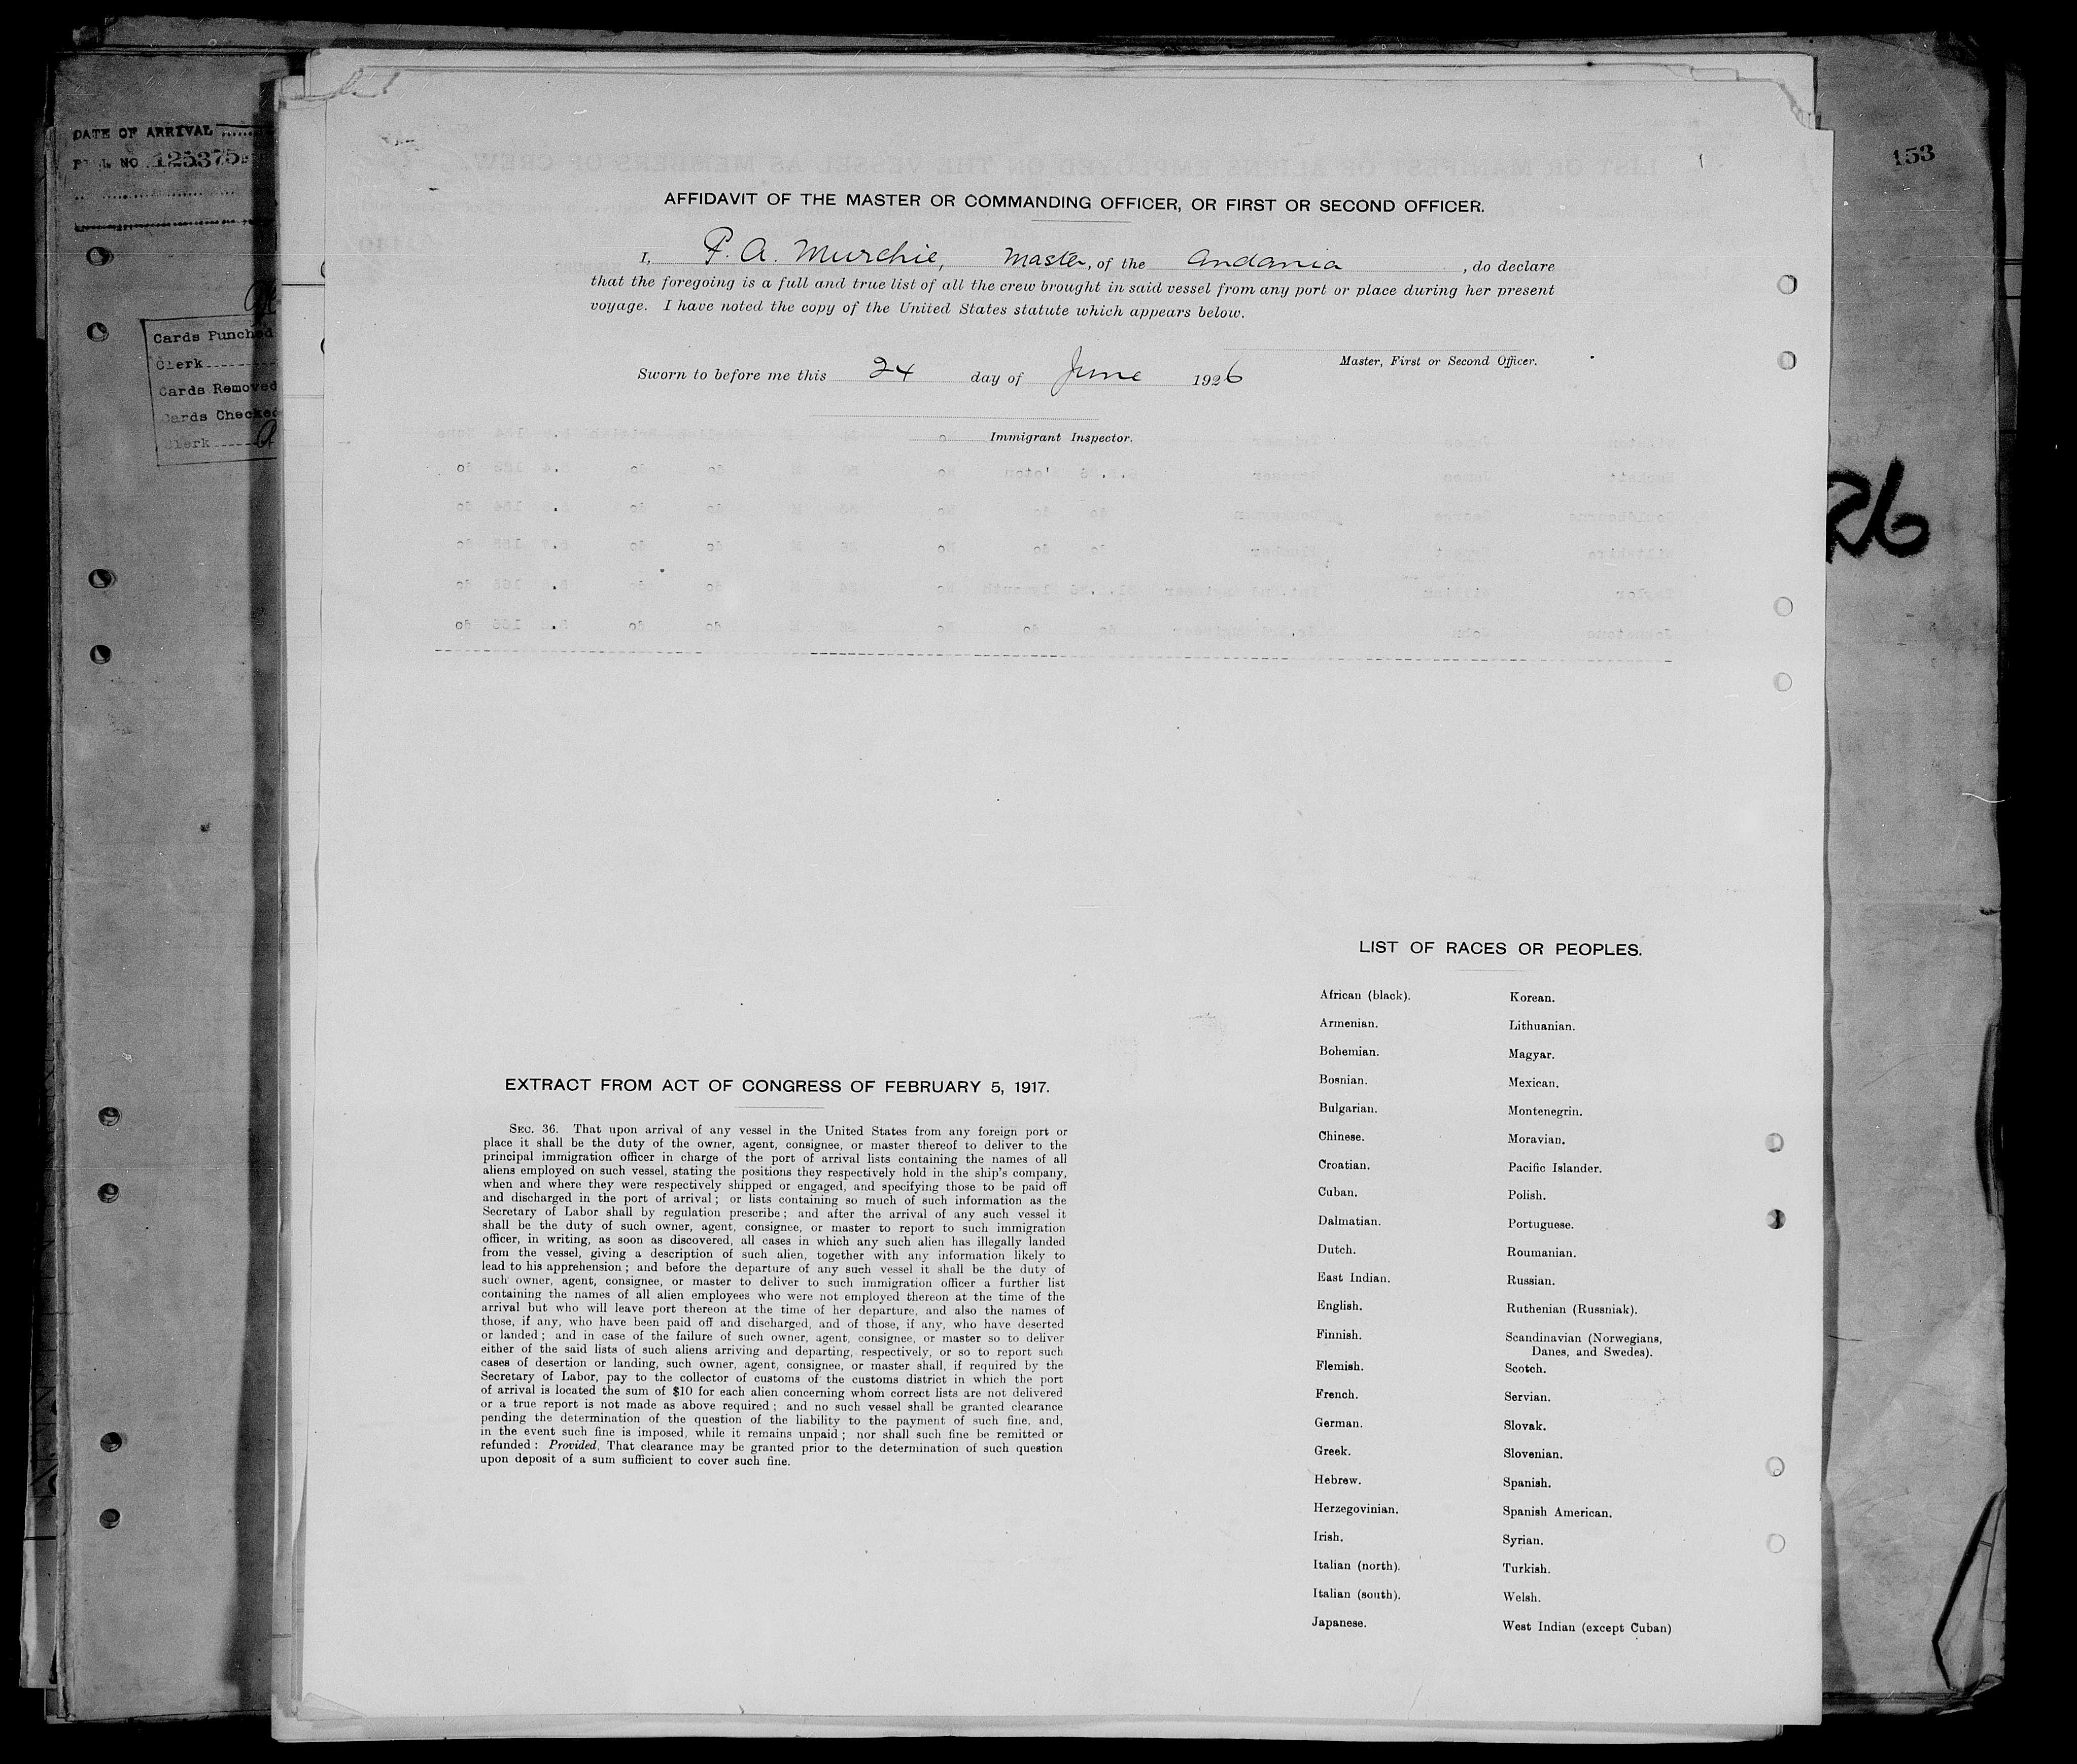 DATE OF ARRIVAL
NO 125375
153
Cards Punched
Clerk
Cards Removed
Cards Checked
Clerk
26
AFFIDAVIT OF THE MASTER OR COMMANDING OFFICER, OR FIRST OR SECOND OFFICER.
I, P. A. Murchie, Master, of the Andania, do declare
that the foregoing is a full and true list of all the crew brought in said vessel from any port or place during her present
voyage. I have noted the copy of the United States statute which appears below.
Master, First or Second Officer.
Sworn to before me this 24 day of June 1926
Immigrant Inspector.
EXTRACT FROM ACT OF CONGRESS OF FEBRUARY 5, 1917.
SEC. 36. That upon arrival of any vessel in the United States from any foreign port or
place it shall be the duty of the owner, agent, consignee, or master thereof to deliver to the
principal immigration officer in charge of the port of arrival lists containing the names of all
aliens employed on such vessel, stating the positions they respectively hold in the ship's company,
when and where they were respectively shipped or engaged, and specifying those to be paid off
and discharged in the port of arrival; or lists containing so much of such information as the
Secretary of Labor shall by regulation prescribe; and after the arrival of any such vessel it
shall be the duty of such owner, agent, consignee, or master to report to such immigration
officer, in writing, as soon as discovered, all cases in which any such alien has illegally landed
from the vessel, giving a description of such alien, together with any information likely to
lead to his apprehension; and before the departure of any such vessel it shall be the duty of
such owner, agent, consignee, or master to deliver to such immigration officer a further list
containing the names of all alien employees who were not employed thereon at the time of the
arrival but who will leave port thereon at the time of her departure, and also the names of
those, if any, who have been paid off and discharged, and of those, if any, who have deserted
or landed; and in case of the failure of such owner, agent, consignee, or master so to deliver
either of the said lists of such aliens arriving and departing, respectively, or so to report such
cases of desertion or landing, such owner, agent, consignee, or master shall, if required by the
Secretary of Labor, pay to the collector of customs of the customs district in which the port
of arrival is located the sum of $10 for each alien concerning whom correct lists are not delivered
or a true report is not made as above required; and no such vessel shall be granted clearance
pending the determination of the question of the liability to the payment of such fine, and,
in the event such fine is imposed, while it remains unpaid; nor shall such fine be remitted or
refunded: Provided, That clearance may be granted prior to the determination of such question
upon deposit of a sum sufficient to cover such fine.
LIST OF RACES OR PEOPLES.
African (black).
Armenian.
Bohemian.
Bosnian.
Bulgarian.
Chinese.
Croatian.
Cuban.
Dalmatian.
Dutch.
East Indian.
English.
Finnish.
Flemish.
French.
German.
Greek.
Hebrew.
Herzegovinian.
Irish.
Italian (north).
Italian (south).
Japanese.
Korean.
Lithuanian.
Magyar.
Mexican.
Montenegrin.
Moravian.
Pacific Islander.
Polish.
Portuguese.
Roumanian.
Russian.
Ruthenian (Russniak).
Scandinavian (Norwegians,
Danes, and Swedes).
Scotch.
Servian.
Slovak.
Slovenian.
Spanish.
Spanish American.
Syrian.
Turkish.
Welsh.
West Indian (except Cuban)